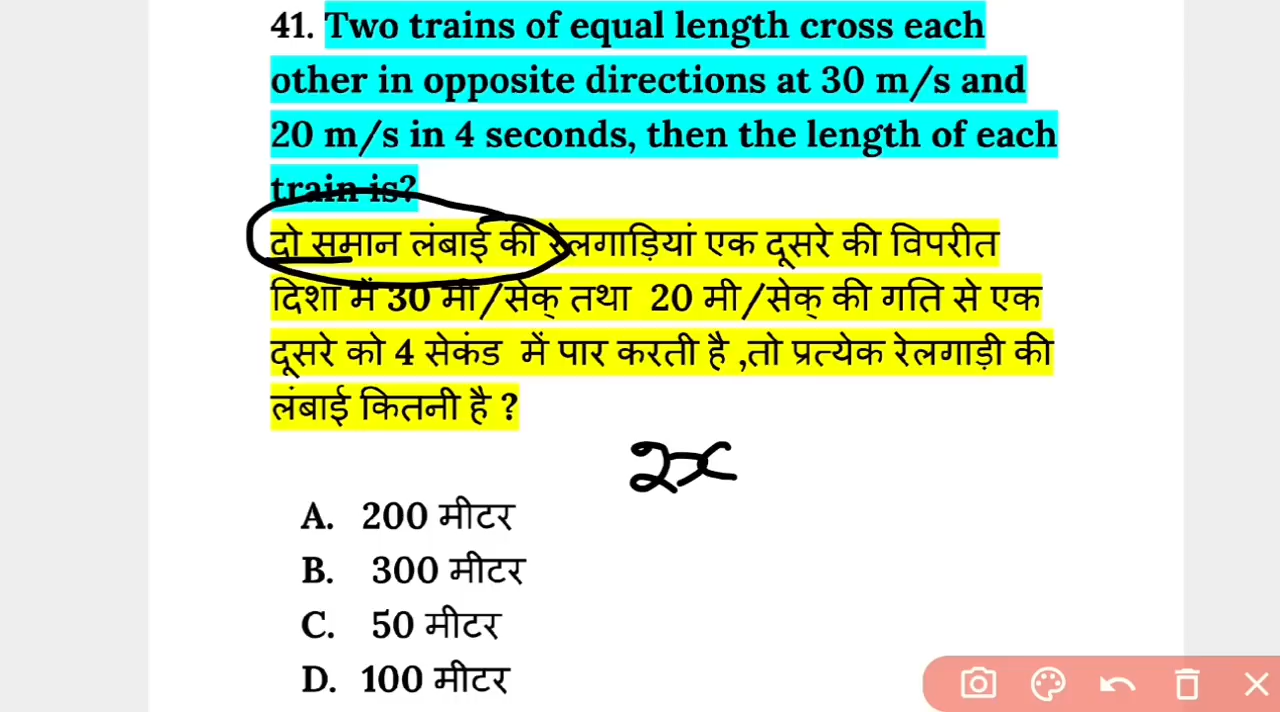 41. Two trains of equal length cross each
other in opposite directions at 30 m/s and
20 m/s in 4 seconds, then the length of each
train is?
दो समान लंबाई की रेलगाड़ियां एक दूसरे की विपरीत
दिशा में 30 मी/सेक् तथा 20 मी/सेक् की गति से एक
दूसरे को 4 सेकंड में पार करती है ,तो प्रत्येक रेलगाड़ी की
लंबाई कितनी है ?
2x
A. 200 मीटर
B. 300 मीटर
C. 50 मीटर
D. 100 मीटर